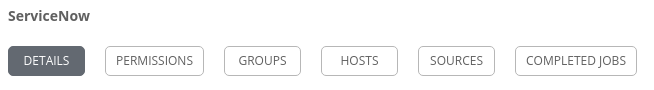 ServiceNow
DETAILS PERMISSIONS GROUPS HOSTS SOURCES COMPLETED JOBS